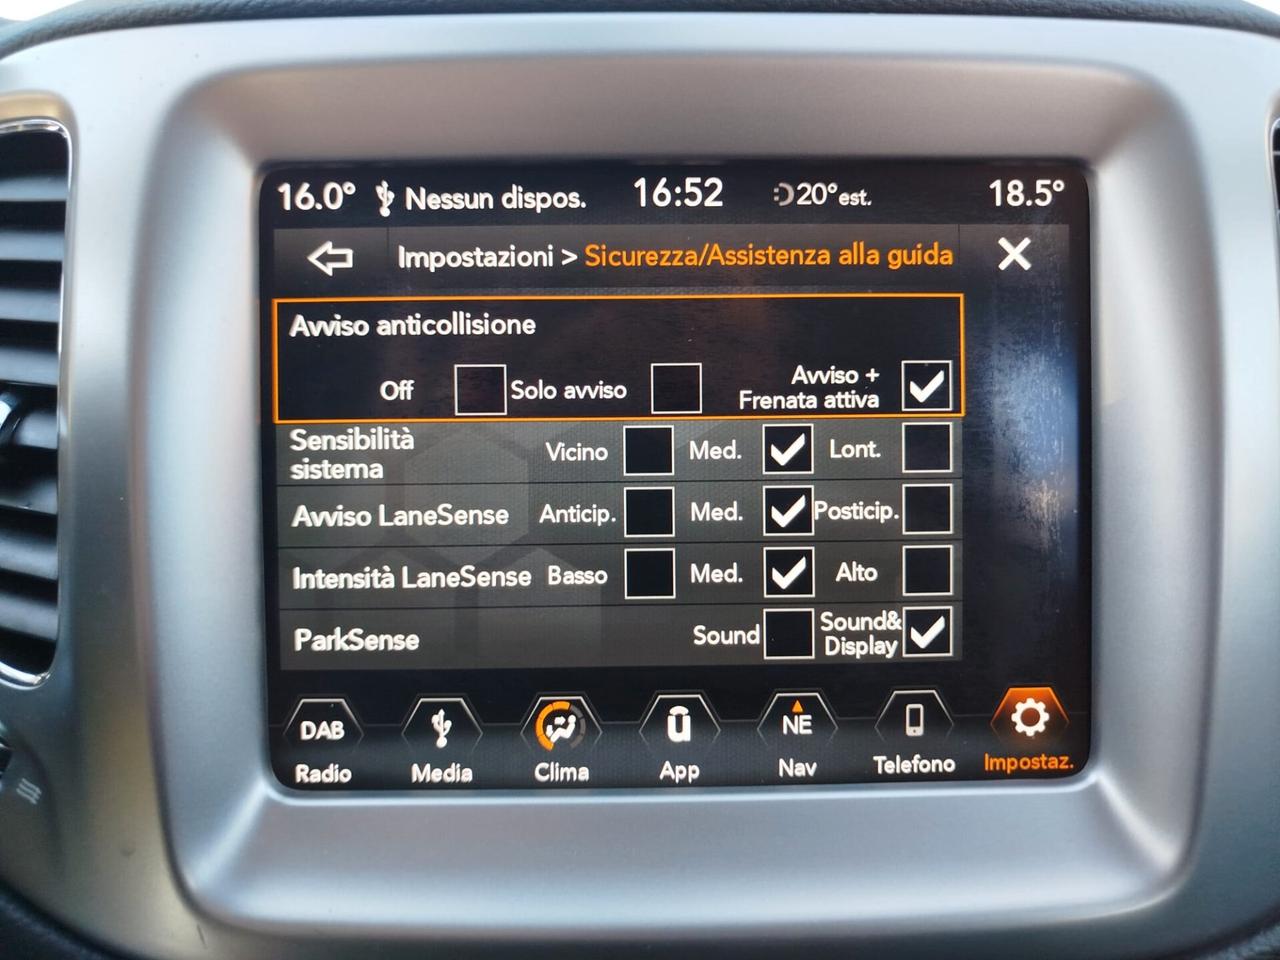 16.0° Nessun dispos. 16:52 20°est. 18.5°
Impostazioni > Sicurezza/Assistenza alla guida
Avviso anticollisione
Off Solo avviso Avviso +
Frenata attiva
Sensibilità
sistema
Vicino Med. Lont.
Avviso LaneSense Anticip. Med. Posticip.
Intensità LaneSense Basso Med. Alto
ParkSense Sound Sound&
Display
DAB NE
Radio Media Clima App Nav Telefono Impostaz.